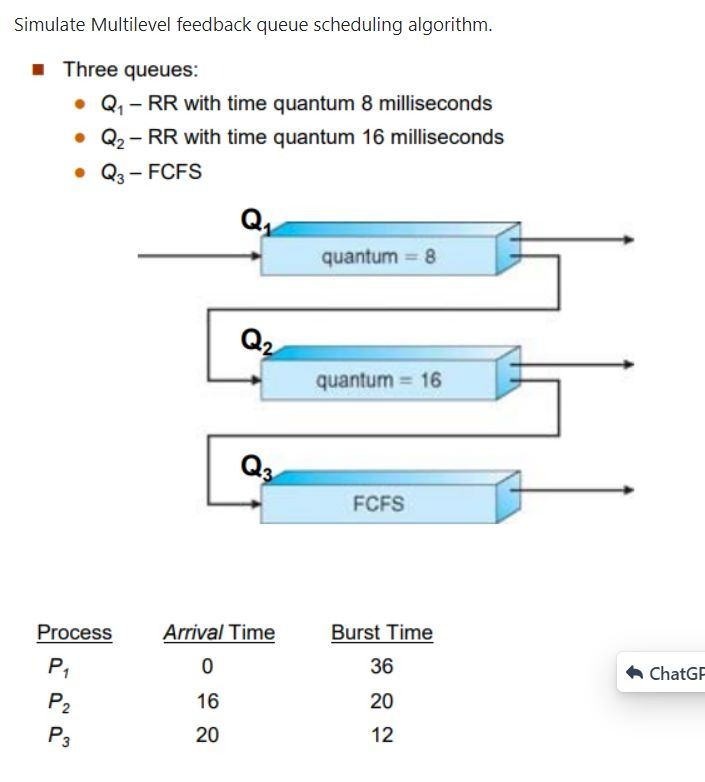 Simulate Multilevel feedback queue scheduling algorithm.
Three queues:
Q1 – RR with time quantum 8 milliseconds
Q2 – RR with time quantum 16 milliseconds
Q3 – FCFS
Q1
quantum = 8
Q2
quantum = 16
Q3
FCFS
Process Arrival Time Burst Time
P1 0 36
P2 16 20
P3 20 12
ChatGP